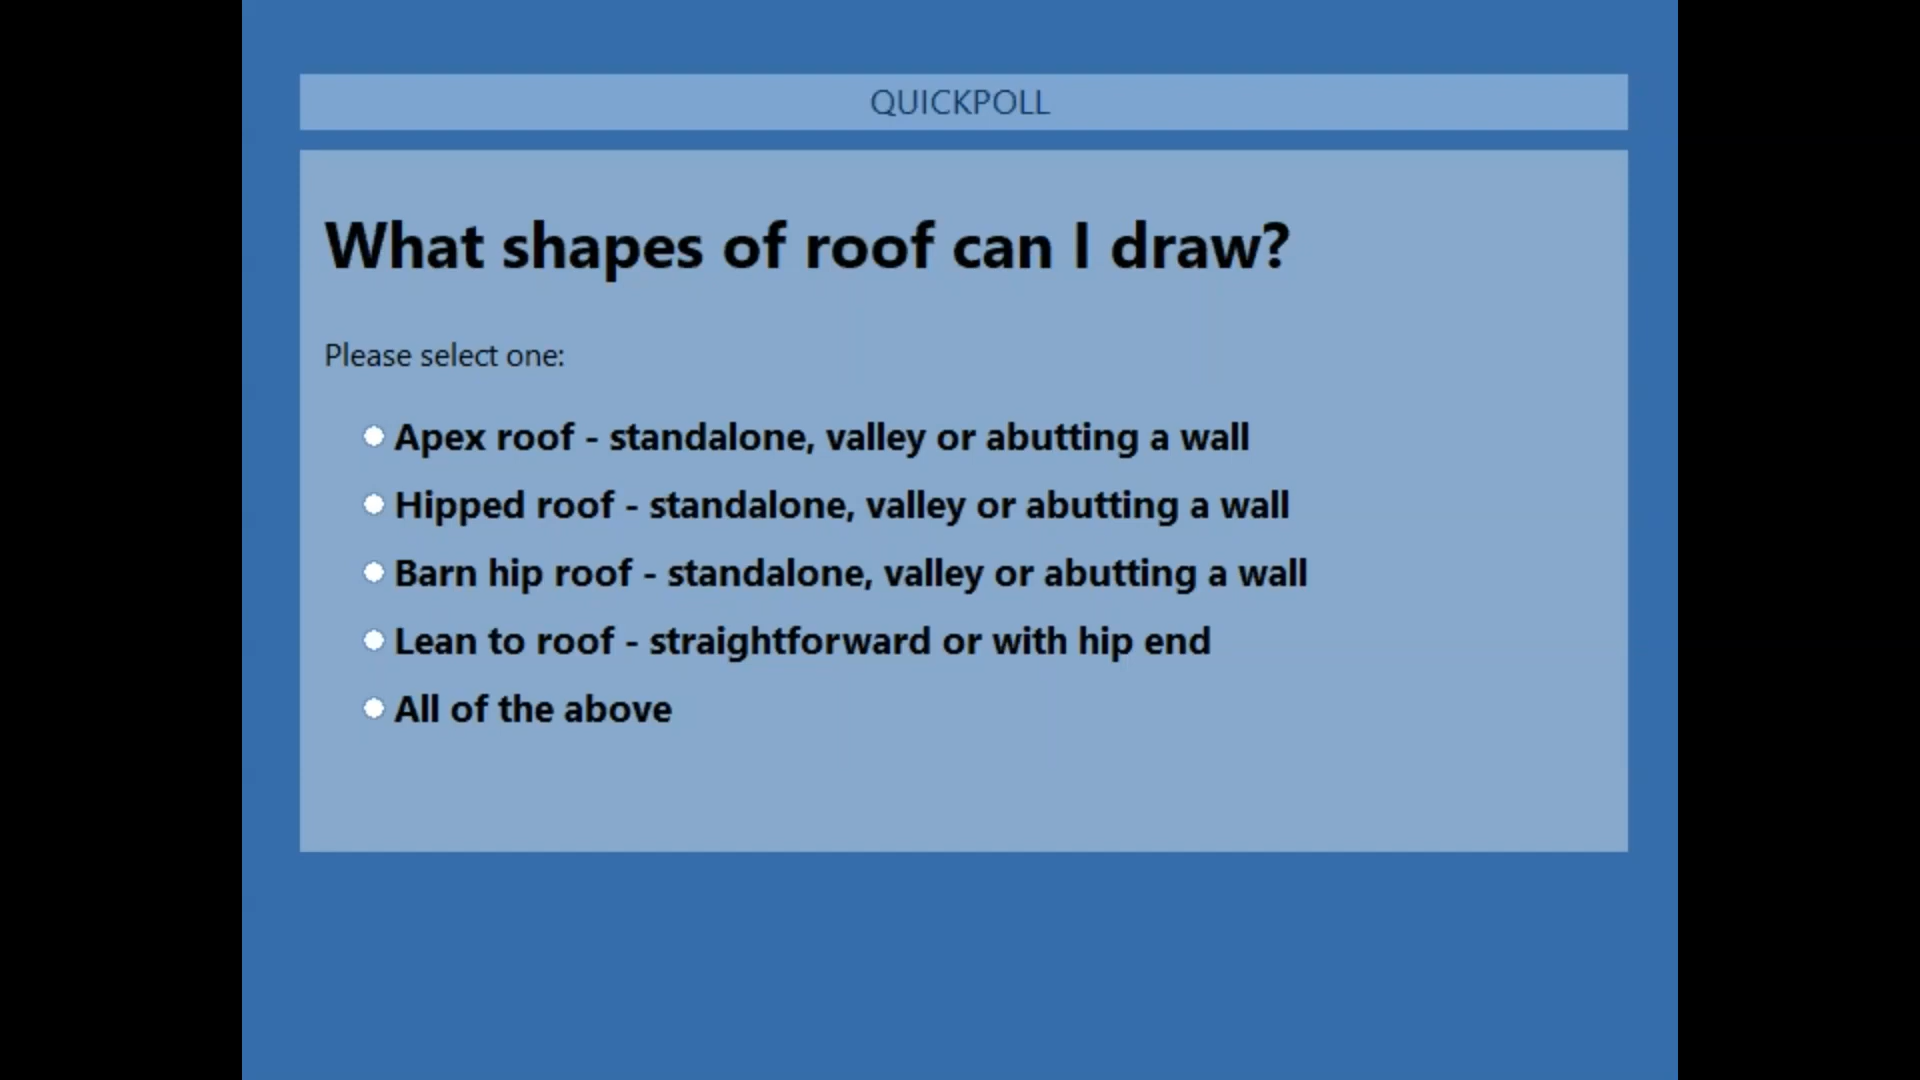 QUICKPOLL
What shapes of roof can I draw?
Please select one:
Apex roof - standalone, valley or abutting a wall
Hipped roof - standalone, valley or abutting a wall
Barn hip roof - standalone, valley or abutting a wall
Lean to roof - straightforward or with hip end
All of the above